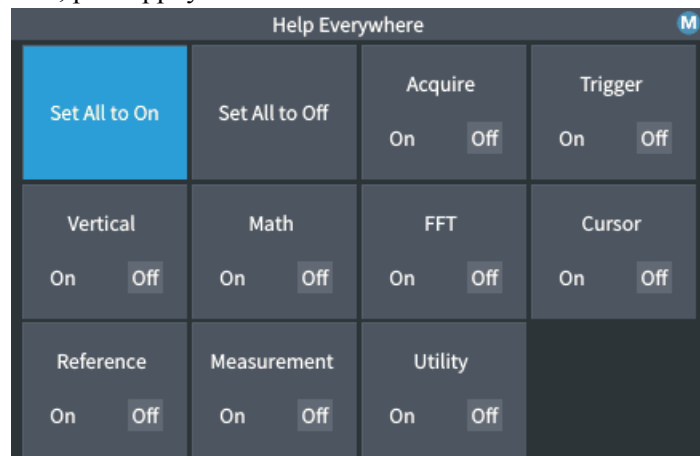 Help Everywhere
M
Set All to On
Set All to Off
Acquire
On Off
Trigger
On Off
Vertical
On Off
Math
On Off
FFT
On Off
Cursor
On Off
Reference
On Off
Measurement
On Off
Utility
On Off